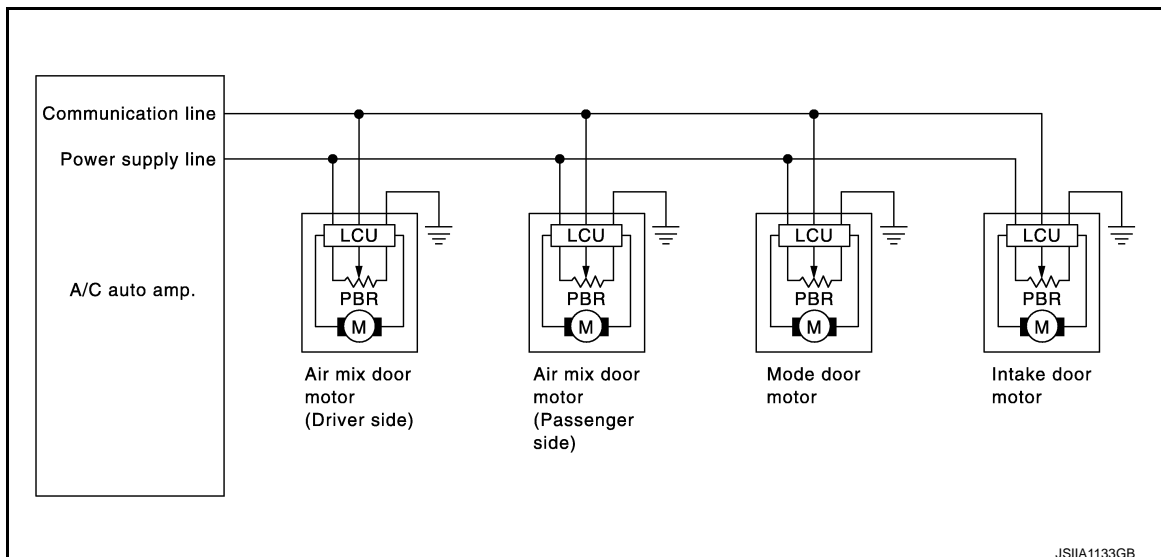 Communication line
Power supply line
A/C auto amp.
LCU
PBR
M
Air mix door
motor
(Driver side)
LCU
PBR
M
Air mix door
motor
(Passenger
side)
LCU
PBR
M
Mode door
motor
LCU
PBR
M
Intake door
motor
JSIIA1133GB